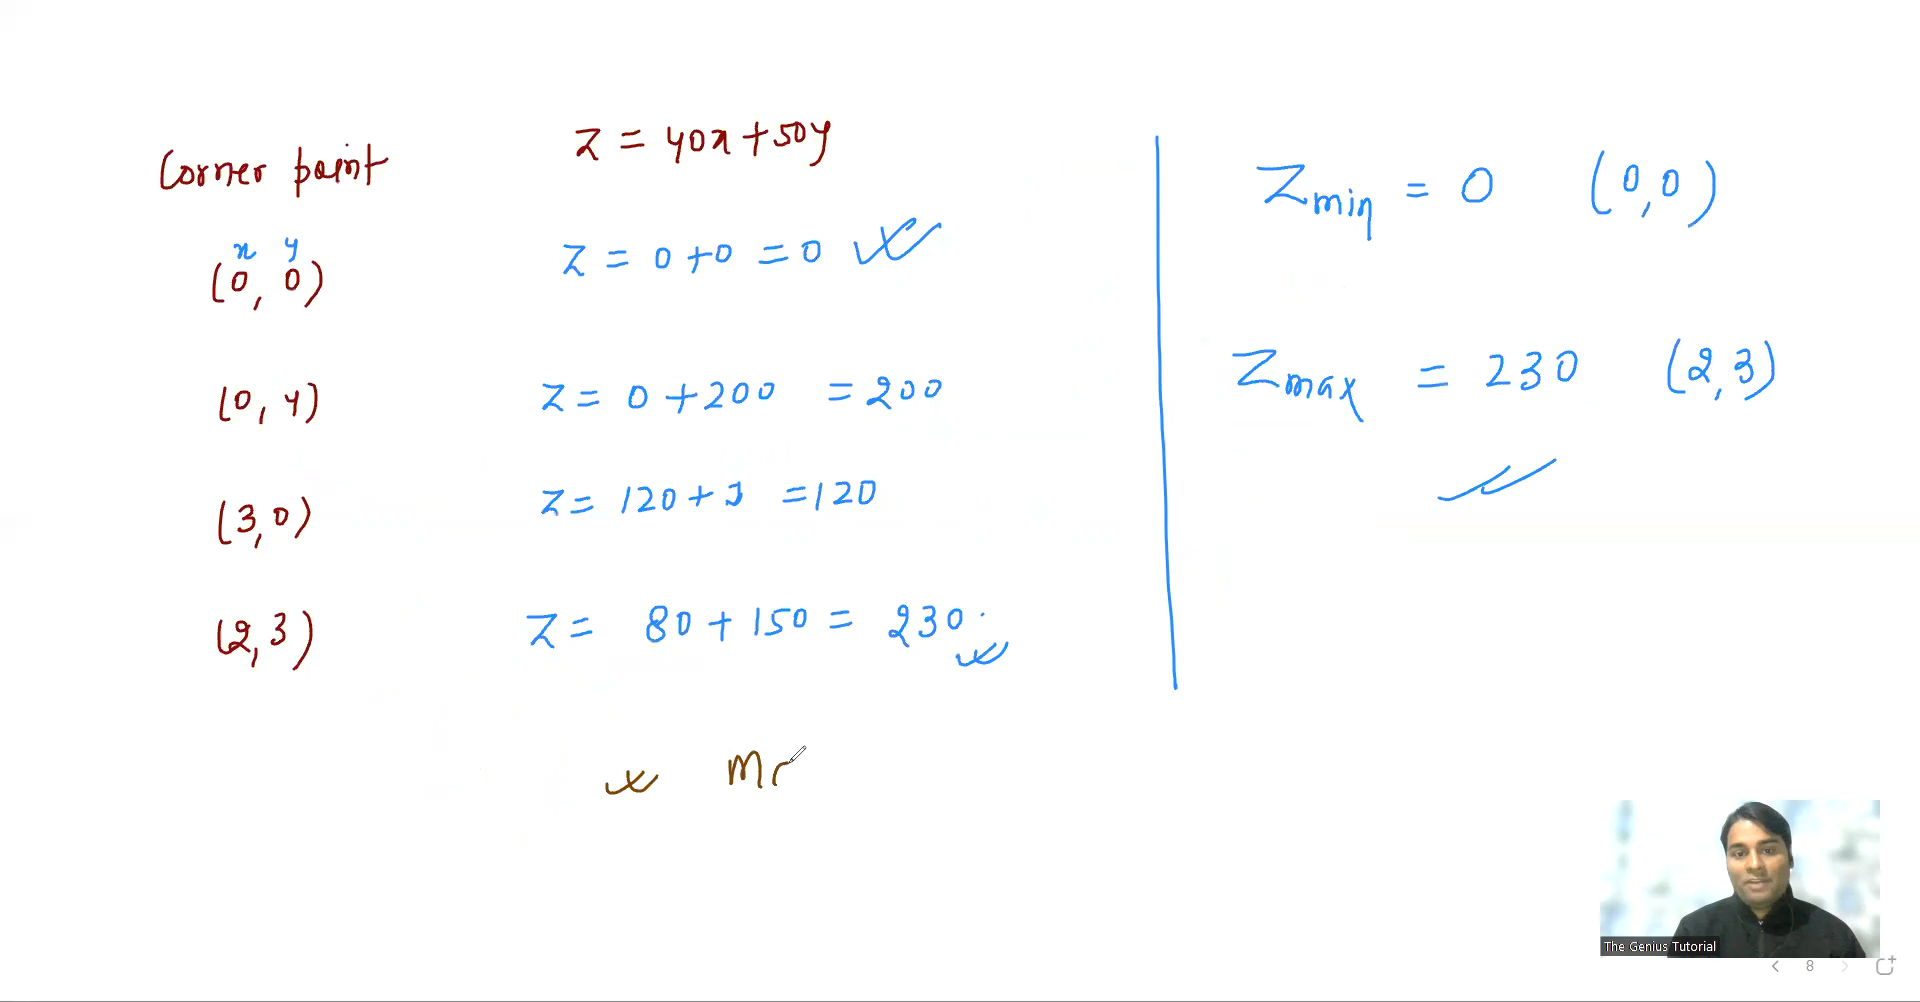 Corner point
Z = 40x + 50y
x y
(0, 0)
Z = 0 + 0 = 0
(0, 4)
Z = 0 + 200 = 200
(3, 0)
Z = 120 + 0 = 120
(2, 3)
Z = 80 + 150 = 230.
Zmin = 0 (0, 0)
Zmax = 230 (2, 3)
The Genius Tutorial
8